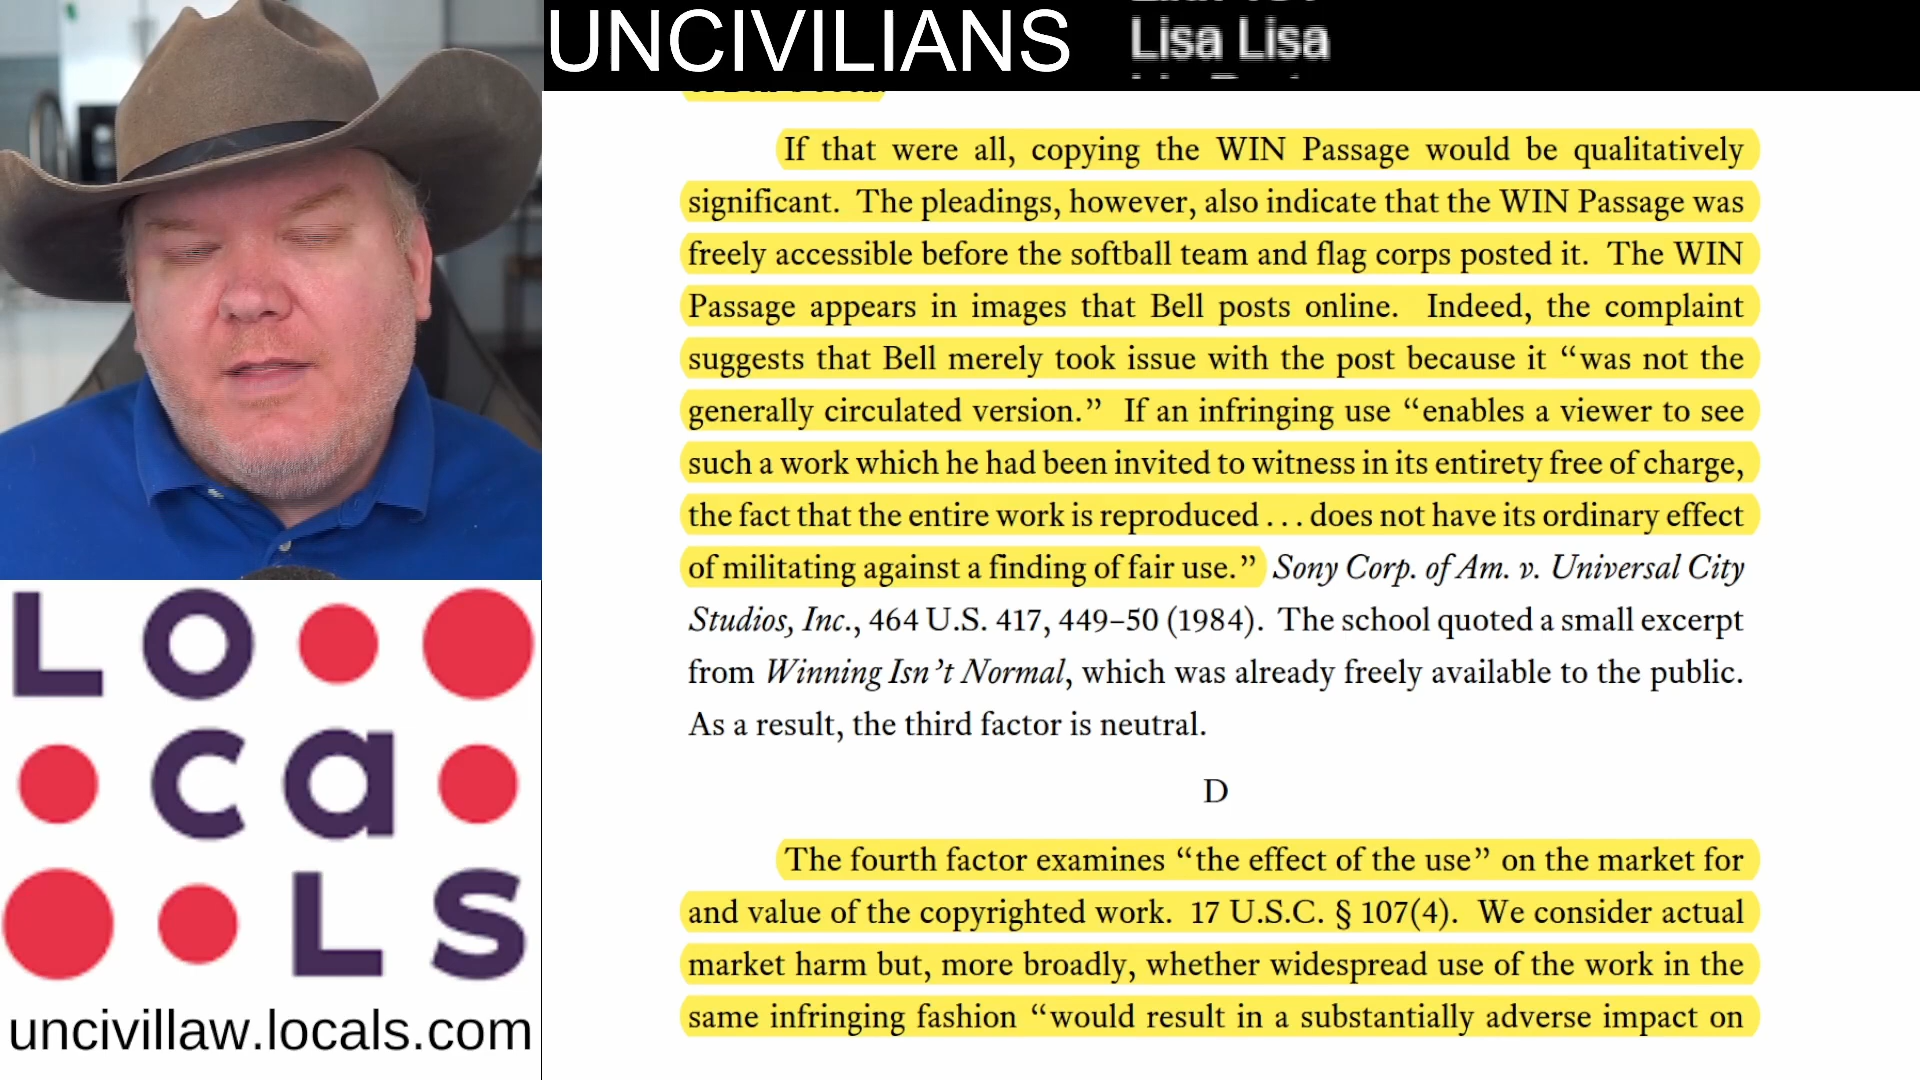 UNCIVILIANS
Lisa Lisa
If that were all, copying the WIN Passage would be qualitatively
significant. The pleadings, however, also indicate that the WIN Passage was
freely accessible before the softball team and flag corps posted it. The WIN
Passage appears in images that Bell posts online. Indeed, the complaint
suggests that Bell merely took issue with the post because it “was not the
generally circulated version.” If an infringing use “enables a viewer to see
such a work which he had been invited to witness in its entirety free of charge,
the fact that the entire work is reproduced . . . does not have its ordinary effect
of militating against a finding of fair use.” Sony Corp. of Am. v. Universal City
Studios, Inc., 464 U.S. 417, 449–50 (1984). The school quoted a small excerpt
from Winning Isn’t Normal, which was already freely available to the public.
As a result, the third factor is neutral.
D
The fourth factor examines “the effect of the use” on the market for
and value of the copyrighted work. 17 U.S.C. § 107(4). We consider actual
market harm but, more broadly, whether widespread use of the work in the
same infringing fashion “would result in a substantially adverse impact on
LO
ca
LS
uncivillaw.locals.com